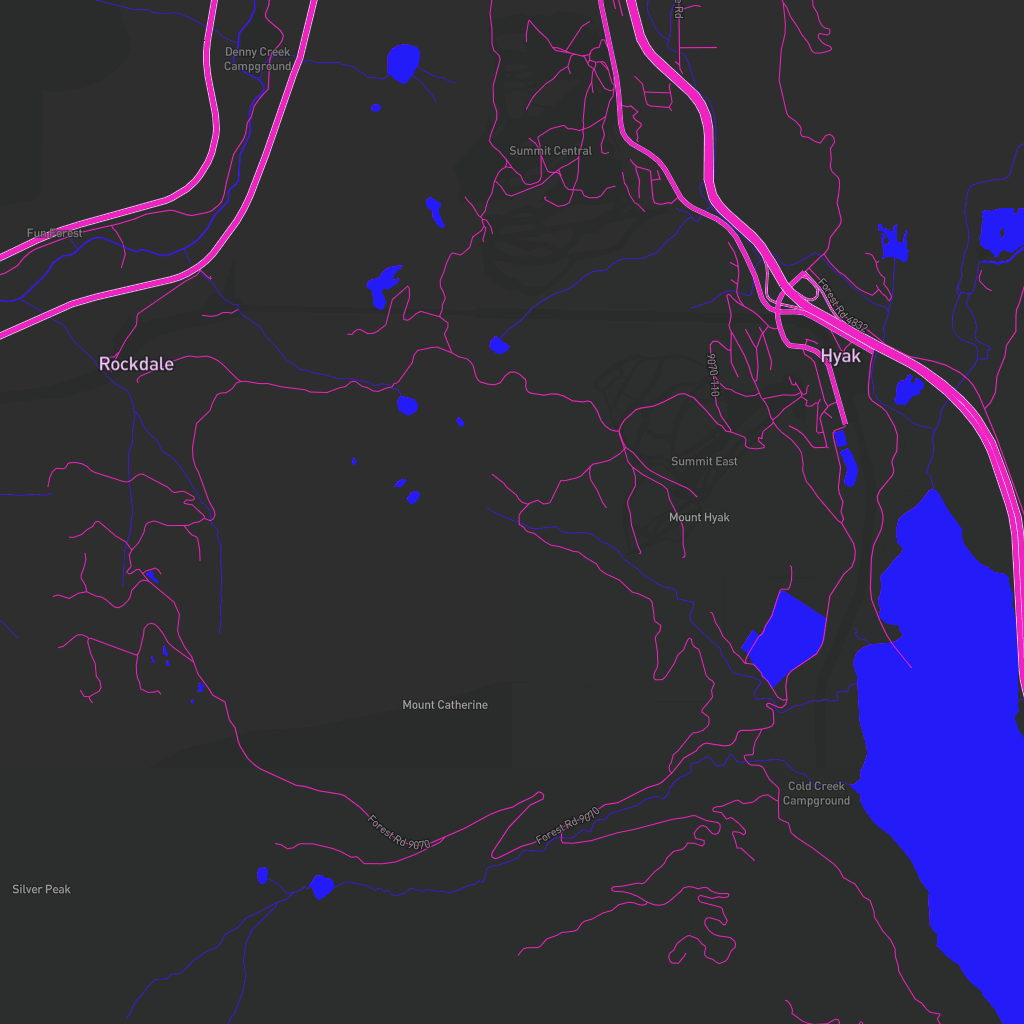 Rd
Denny Creek
Campground
Summit Central
Fun Forest
Forest Rd 4832
Hyak
Rockdale
9070-110
Summit East
Mount Hyak
Mount Catherine
Cold Creek
Campground
Forest Rd 9070
Forest Rd 9070
Silver Peak